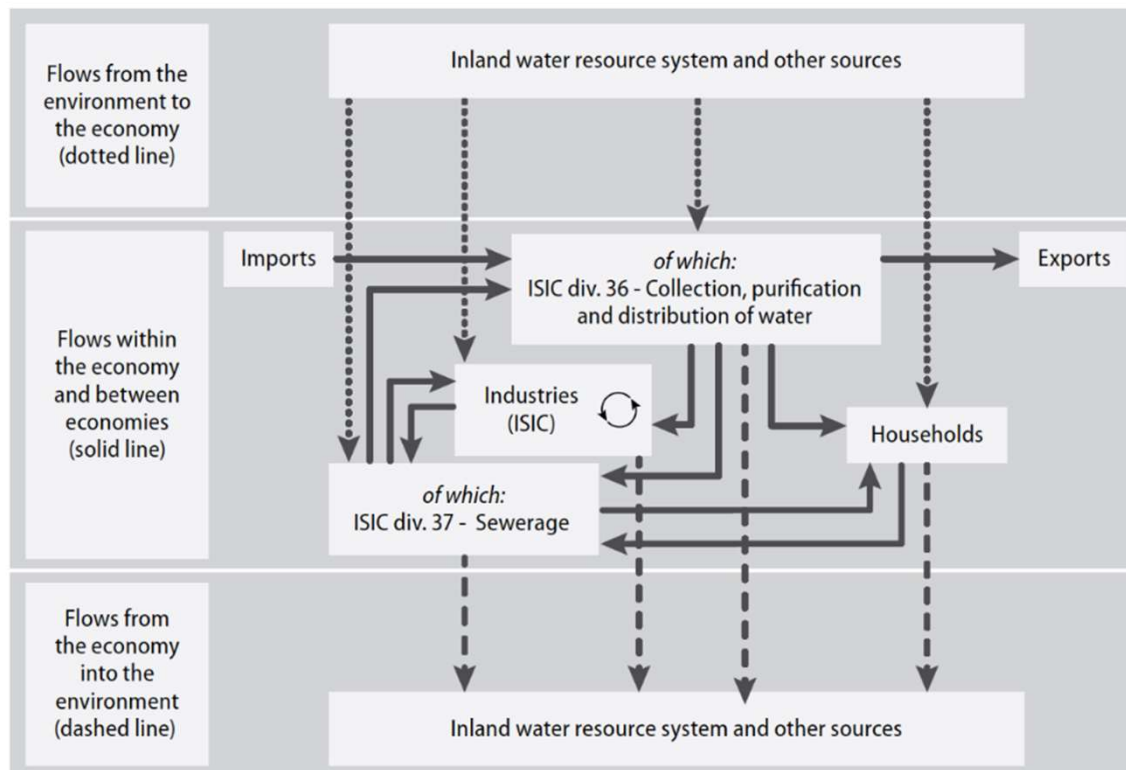 Flows from the
environment to
the economy
(dotted line)
Inland water resource system and other sources
Imports
of which:
ISIC div. 36 - Collection, purification
and distribution of water
Exports
Flows within
the economy
and between
economies
(solid line)
Industries
(ISIC)
Households
of which:
ISIC div. 37 - Sewerage
Flows from
the economy
into the
environment
(dashed line)
Inland water resource system and other sources